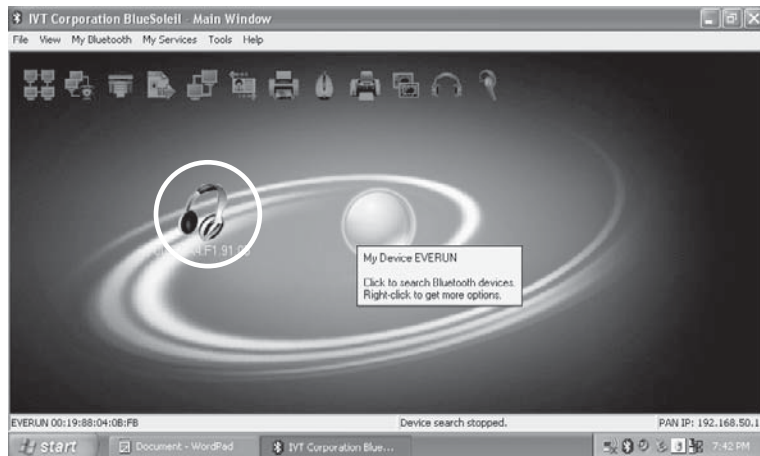 IVT Corporation BlueSoleil - Main Window
File View My Bluetooth My Services Tools Help
My Device EVERUN
Click to search Bluetooth devices.
Right-click to get more options.
EVERUN 00:19:88:04:0B:FB Device search stopped. PAN IP: 192.168.50.1
start Document - WordPad IVT Corporation Blue... 7:42 PM